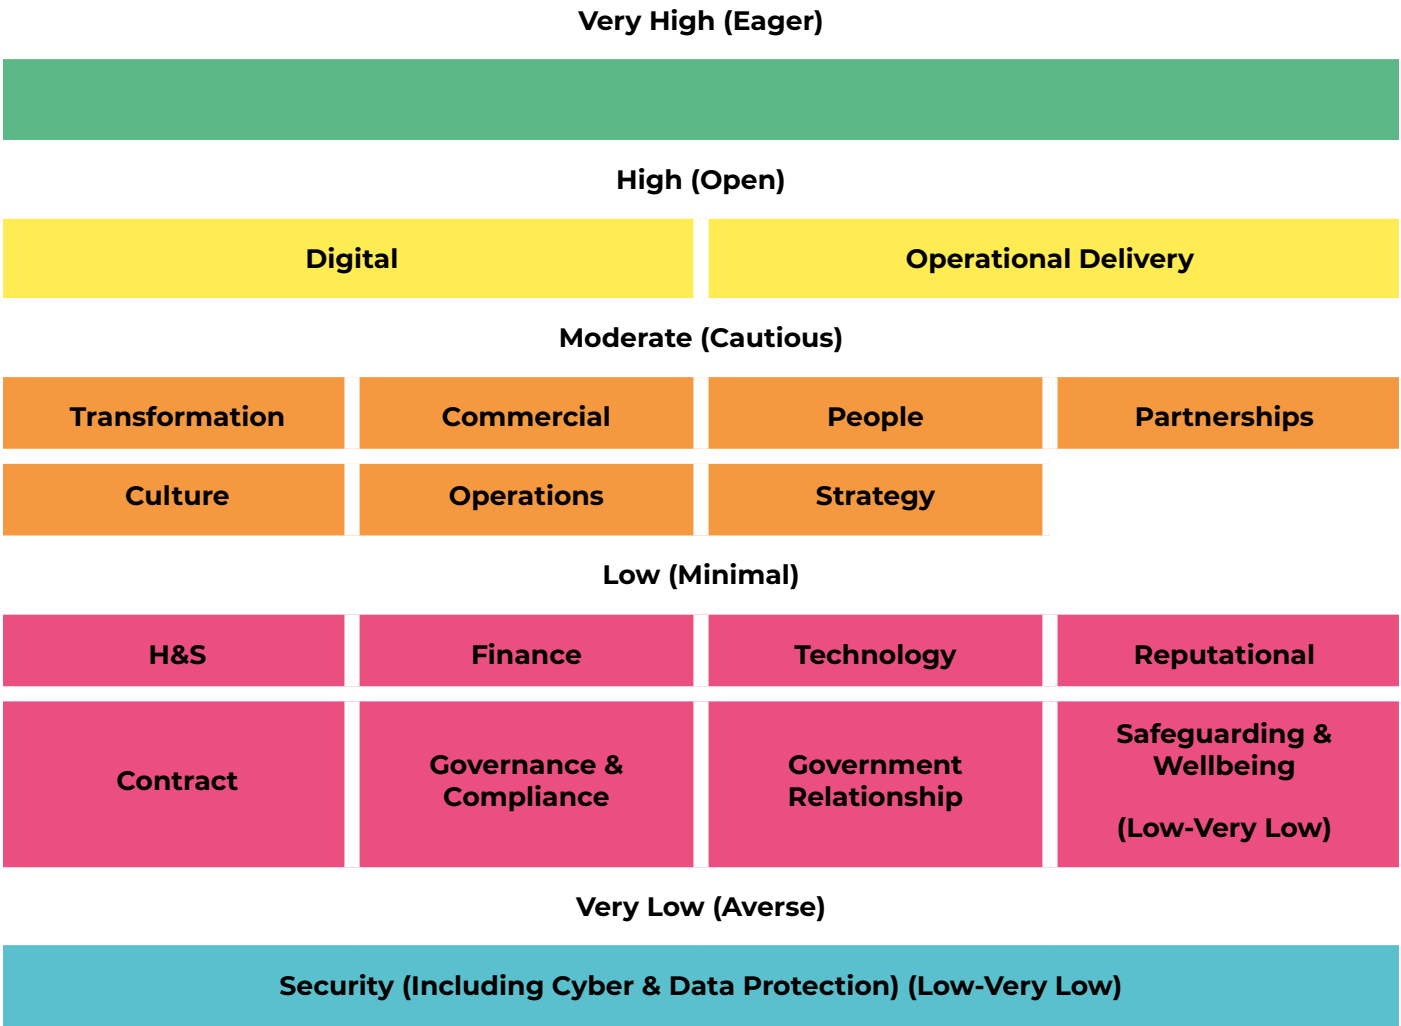 Very High (Eager)
High (Open)
Digital
Operational Delivery
Moderate (Cautious)
Transformation
Commercial
People
Partnerships
Culture
Operations
Strategy
Low (Minimal)
H&S
Finance
Technology
Reputational
Contract
Governance &
Compliance
Government
Relationship
Safeguarding &
Wellbeing
(Low-Very Low)
Very Low (Averse)
Security (Including Cyber & Data Protection) (Low-Very Low)